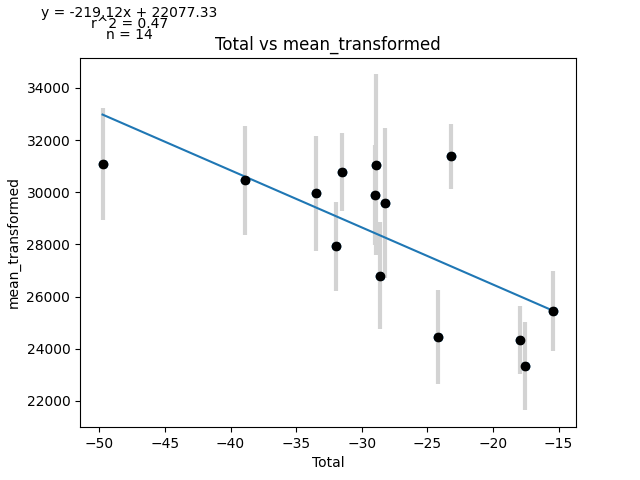 y = -219.12x + 22077.33
r^2 = 0.47
n = 14
Total vs mean_transformed
34000
32000
30000
28000
26000
24000
22000
mean_transformed
−50
−45
−40
−35
−30
−25
−20
−15
Total